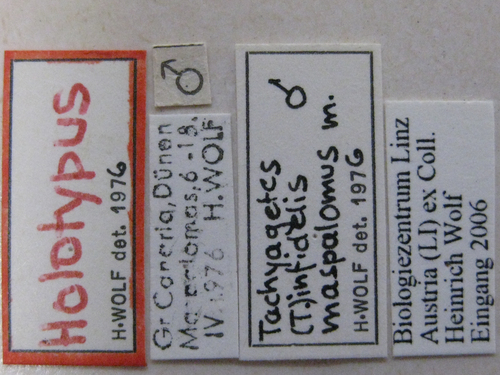 Holotypus
H.WOLF det. 1976
♂
Gr. Canaria, Dünen
Maspalomas, 6.-18.
IV. 1976 H. WOLF
♂
Tachyagetes
(T.) infidelis
maspalomus m.
H.WOLF det. 1976
Biologiezentrum Linz
Austria (LI) ex Coll.
Heinrich Wolf
Eingang 2006